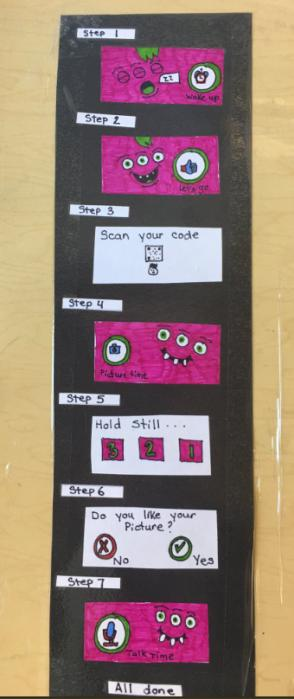 Step 1
zz
Wake up
Step 2
Let's go
Step 3
Scan your code
Step 4
Picture time
Step 5
Hold Still ...
3 2 1
Step 6
Do you like your
Picture?
No Yes
Step 7
Talk Time
All done